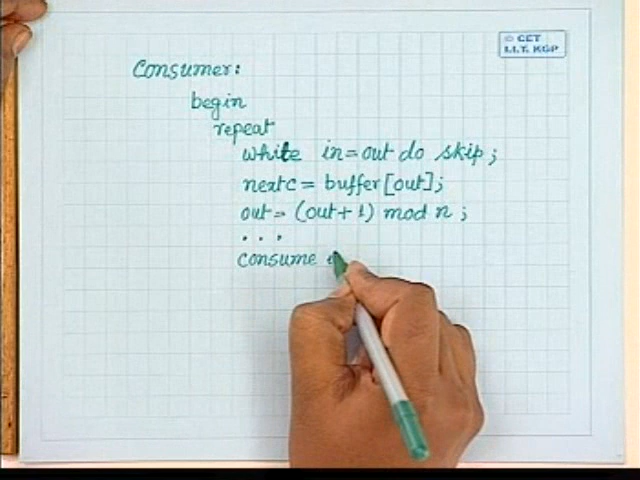 © CET
I.I.T. KGP
Consumer:
begin
repeat
while in=out do skip;
nextc = buffer[out];
out = (out+1) mod n;
...
consume